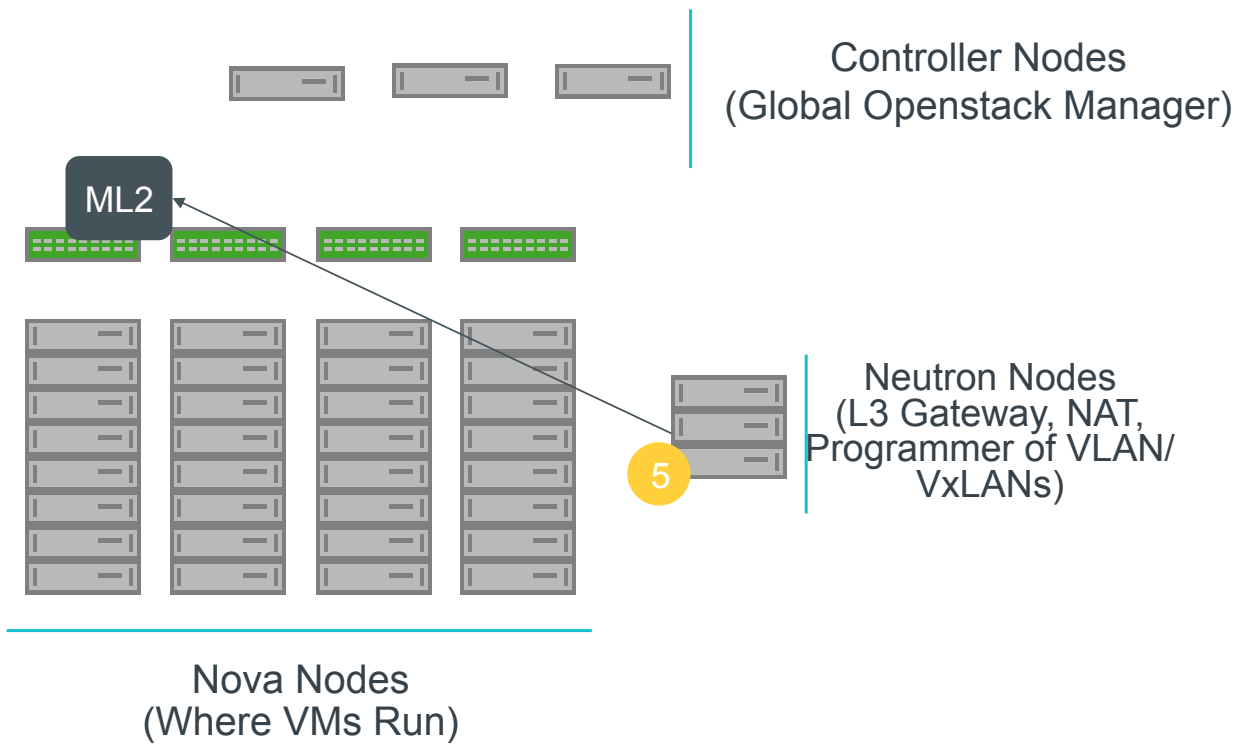 Controller Nodes
(Global Openstack Manager)
ML2
Neutron Nodes
(L3 Gateway, NAT,
Programmer of VLAN/
VxLANs)
5
Nova Nodes
(Where VMs Run)